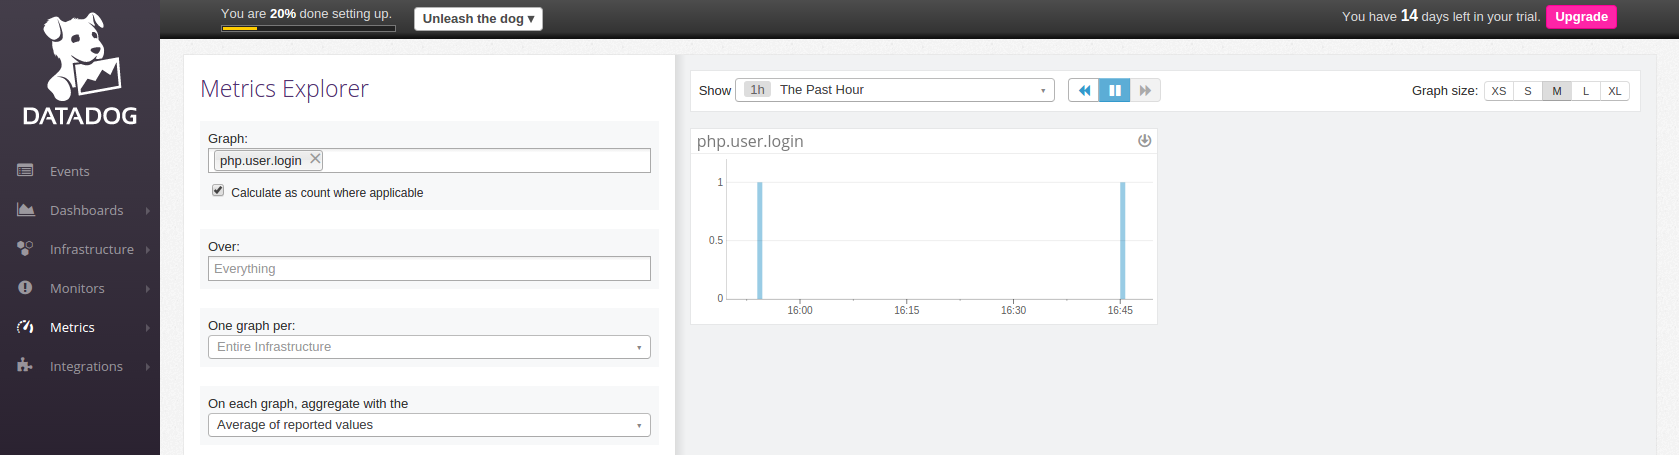 DATADOG
Events
Dashboards
Infrastructure
Monitors
Metrics
Integrations
You are 20% done setting up.
Unleash the dog ▾
You have 14 days left in your trial. Upgrade
Metrics Explorer
Graph:
php.user.login
Calculate as count where applicable
Over:
Everything
One graph per:
Entire Infrastructure
On each graph, aggregate with the
Average of reported values
Show 1h The Past Hour
Graph size: XS S M L XL
php.user.login
1
0.5
0
16:00 16:15 16:30 16:45